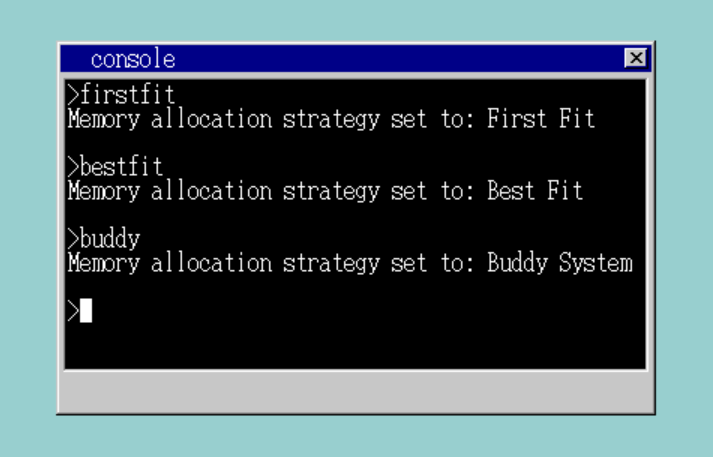 console
>firstfit
Memory allocation strategy set to: First Fit
>bestfit
Memory allocation strategy set to: Best Fit
>buddy
Memory allocation strategy set to: Buddy System
>